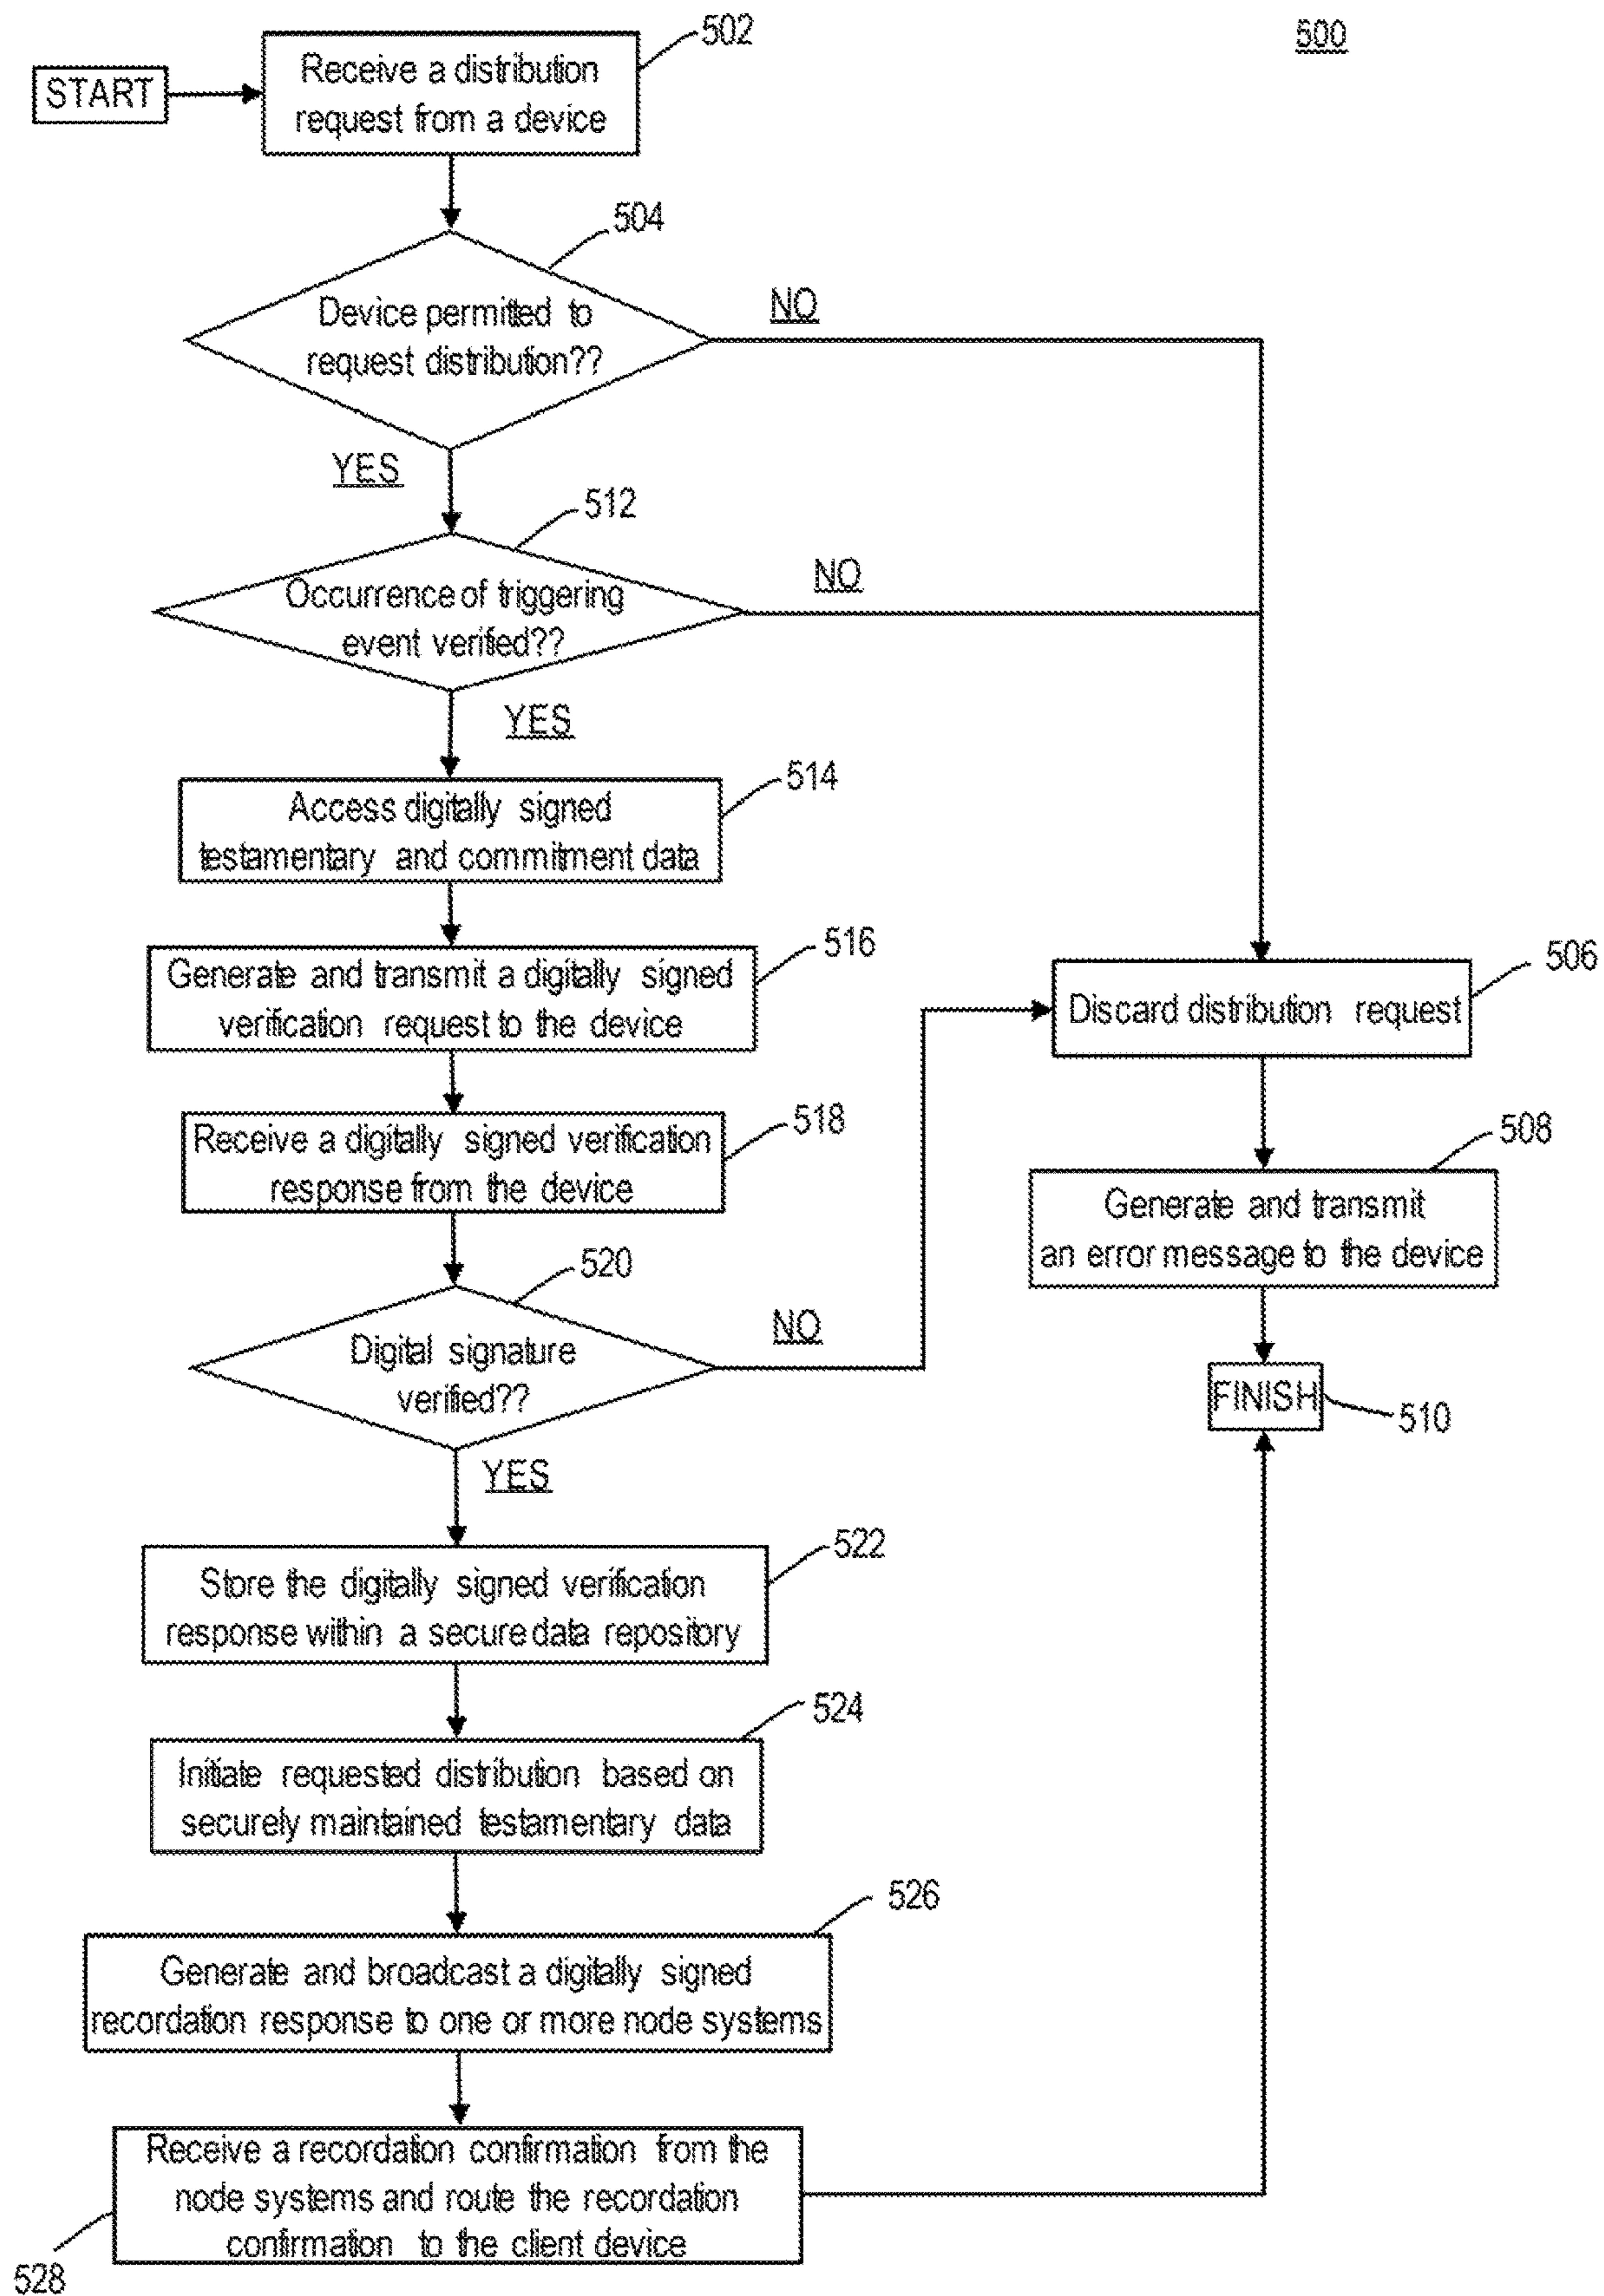 500
START
502
Receive a distribution
request from a device
504
Device permitted to
request distribution??
NO
YES
512
Occurrence of triggering
event verified??
NO
YES
514
Access digitally signed
testamentary and commitment data
516
Generate and transmit a digitally signed
verification request to the device
506
Discard distribution request
518
Receive a digitally signed verification
response from the device
508
Generate and transmit
an error message to the device
520
Digital signature
verified??
NO
FINISH
510
YES
522
Store the digitally signed verification
response within a secure data repository
524
Initiate requested distribution based on
securely maintained testamentary data
526
Generate and broadcast a digitally signed
recordation response to one or more node systems
Receive a recordation confirmation from the
node systems and route the recordation
confirmation to the client device
528